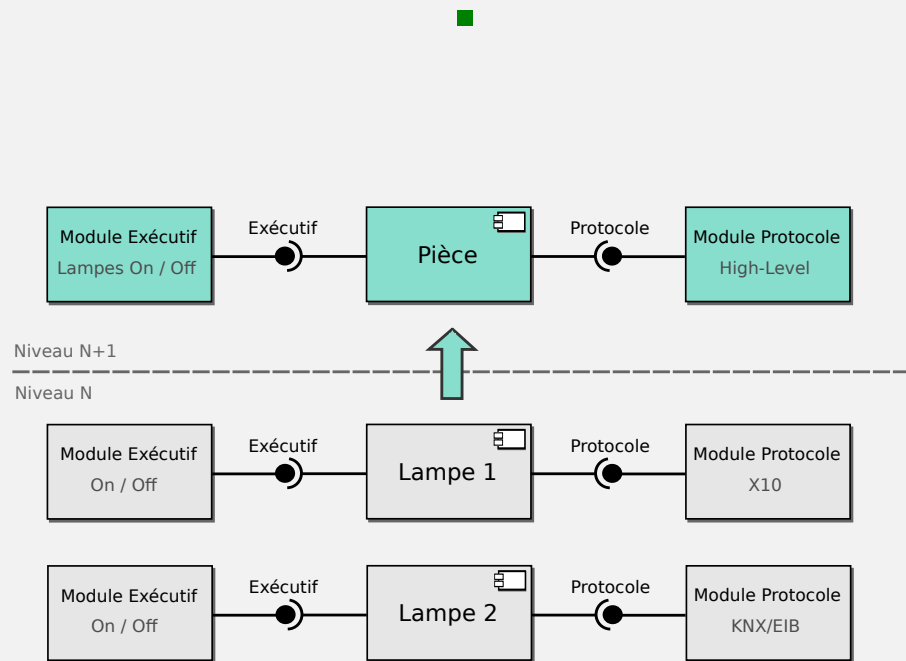 Exécutif
Protocole
Module Exécutif
Lampes On / Off
Pièce
Module Protocole
High-Level
Niveau N+1
Niveau N
Exécutif
Protocole
Module Exécutif
On / Off
Lampe 1
Module Protocole
X10
Exécutif
Protocole
Module Exécutif
On / Off
Lampe 2
Module Protocole
KNX/EIB